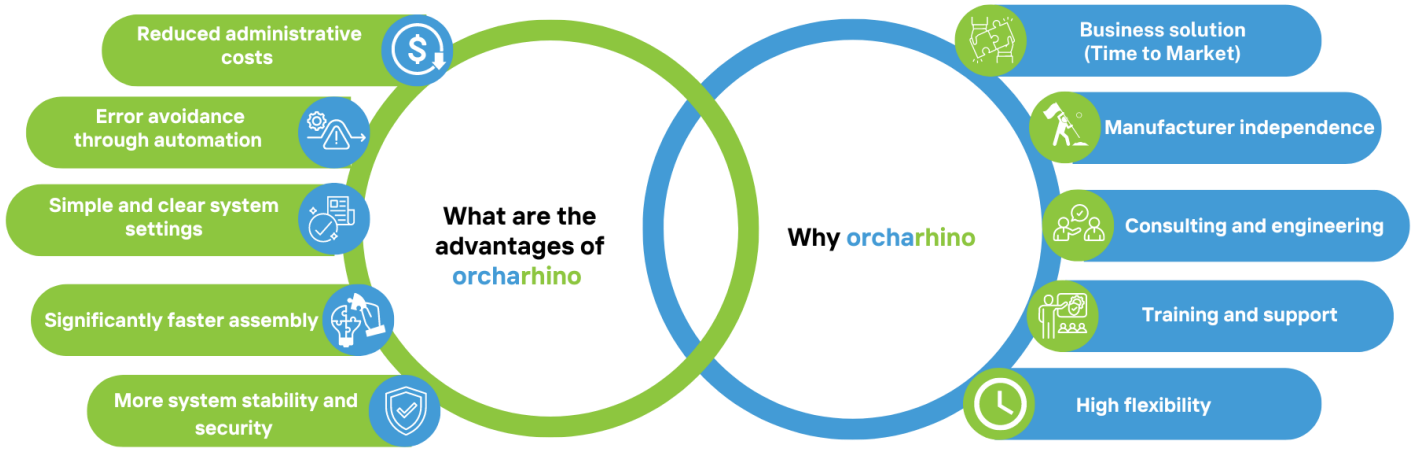 Reduced administrative
costs
Error avoidance
through automation
Simple and clear system
settings
Significantly faster assembly
More system stability and
security
What are the
advantages of
orcharhino
Why orcharhino
Business solution
(Time to Market)
Manufacturer independence
Consulting and engineering
Training and support
High flexibility